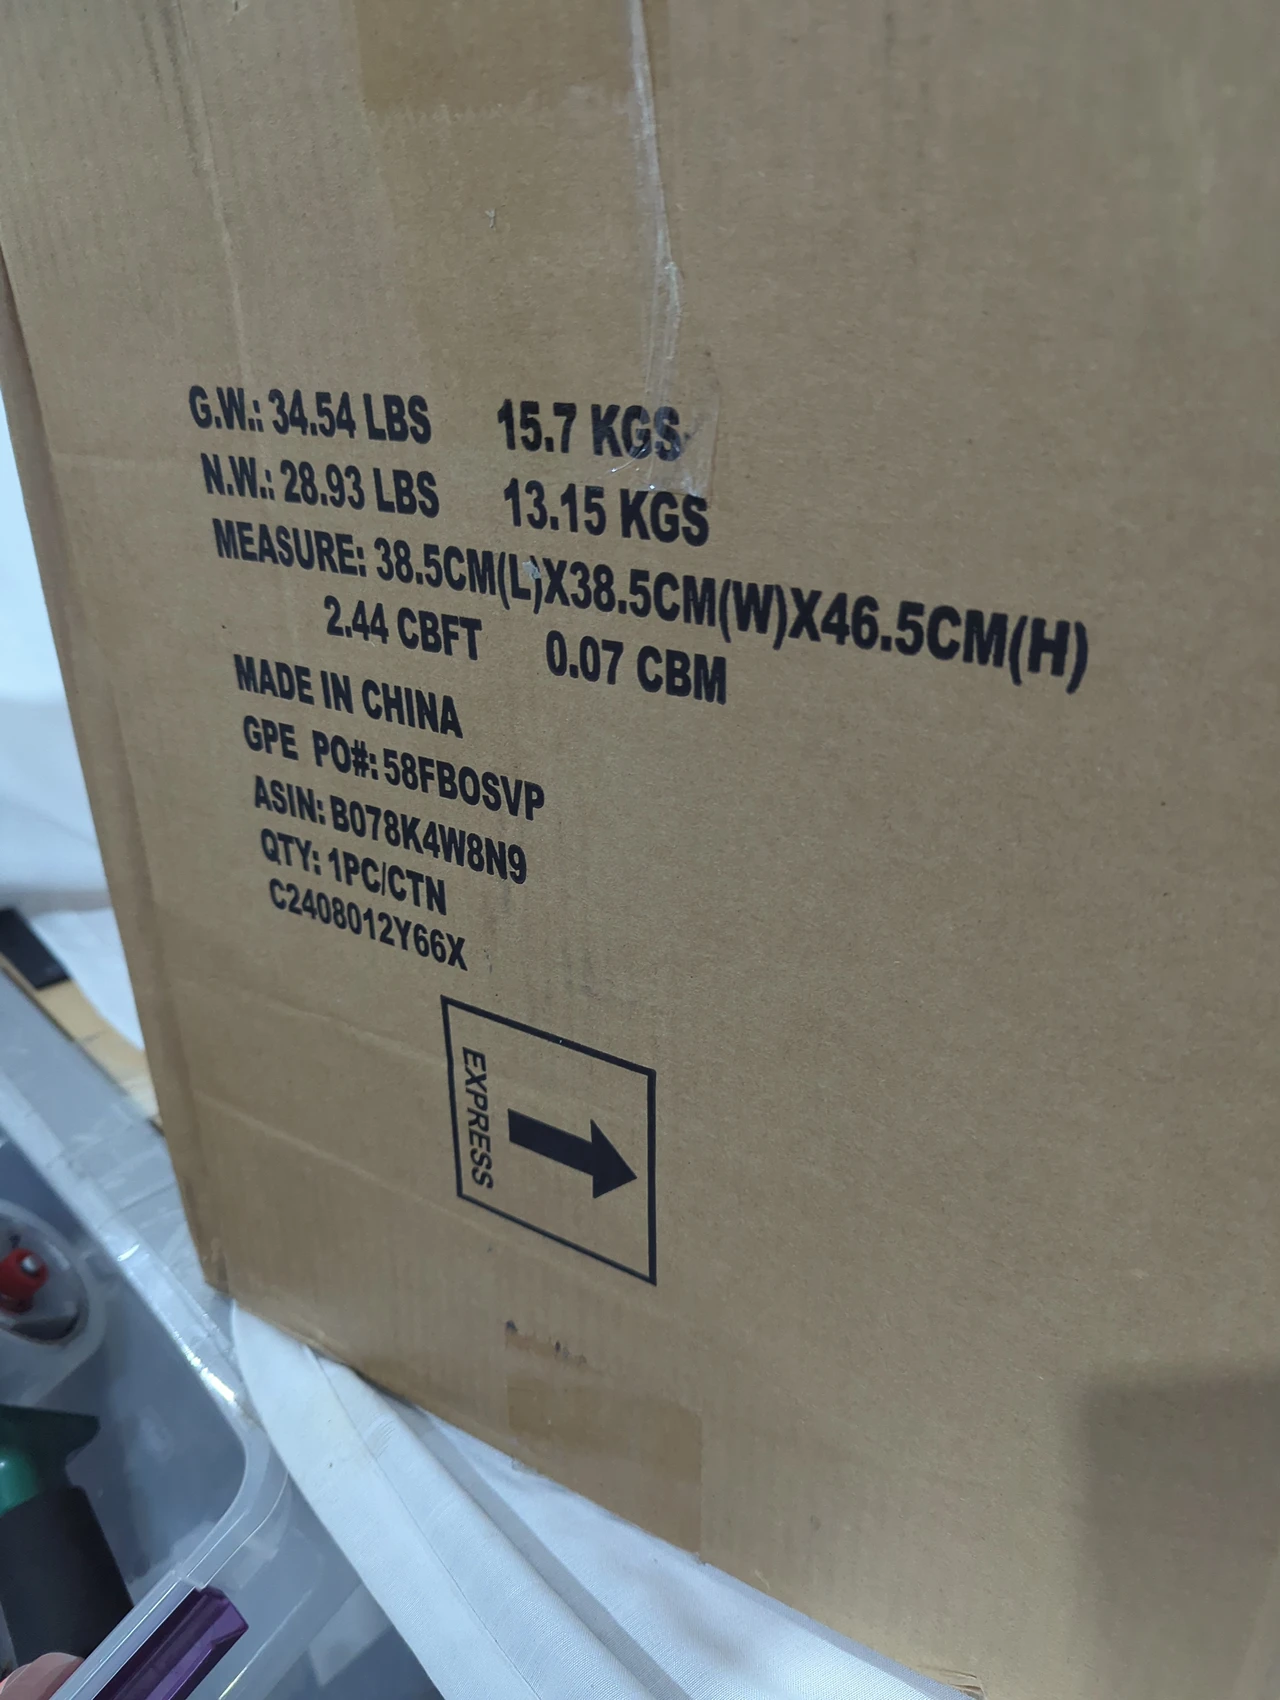 G.W.: 34.54 LBS 15.7 KGS
N.W.: 28.93 LBS 13.15 KGS
MEASURE: 38.5CM(L)X38.5CM(W)X46.5CM(H)
2.44 CBFT 0.07 CBM
MADE IN CHINA
GPE PO#: 58FBOSVP
ASIN: B078K4W8N9
QTY: 1PC/CTN
C2408012Y66X
EXPRESS